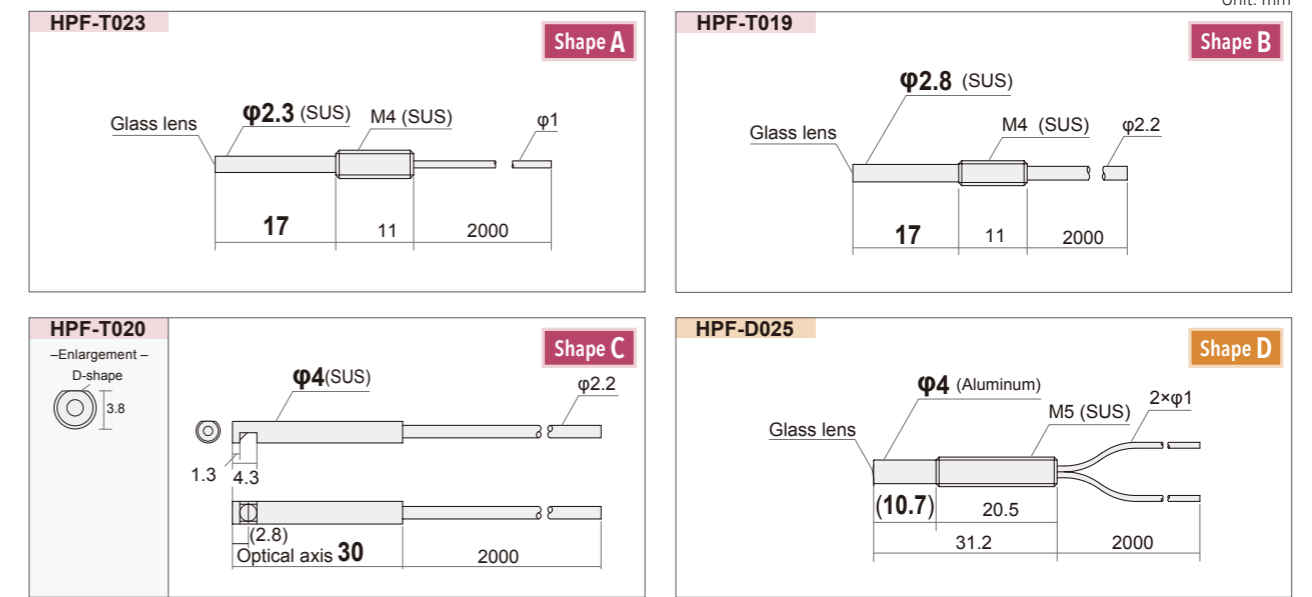 Unit: mm
HPF-T023
Shape A
φ2.3 (SUS)
M4 (SUS)
Glass lens
φ1
17
11
2000
HPF-T019
Shape B
φ2.8 (SUS)
Glass lens
M4 (SUS)
φ2.2
17
11
2000
HPF-T020
–Enlargement –
D-shape
3.8
Shape C
φ4(SUS)
φ2.2
1.3
4.3
(2.8)
Optical axis 30
2000
HPF-D025
Shape D
φ4 (Aluminum)
2×φ1
M5 (SUS)
Glass lens
(10.7)
20.5
31.2
2000